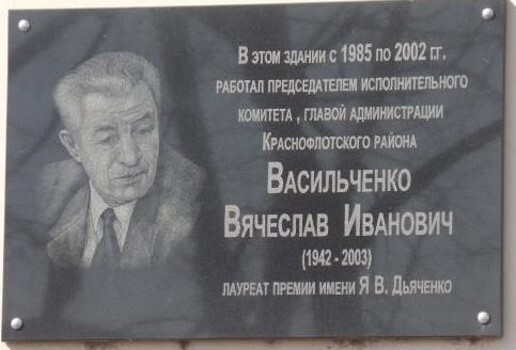 В этом здании с 1985 по 2002 гг.
работал председателем исполнительного
комитета , главой администрации
Краснофлотского района
Васильченко
Вячеслав Иванович
(1942 - 2003)
лауреат премии имени Я В. Дьяченко